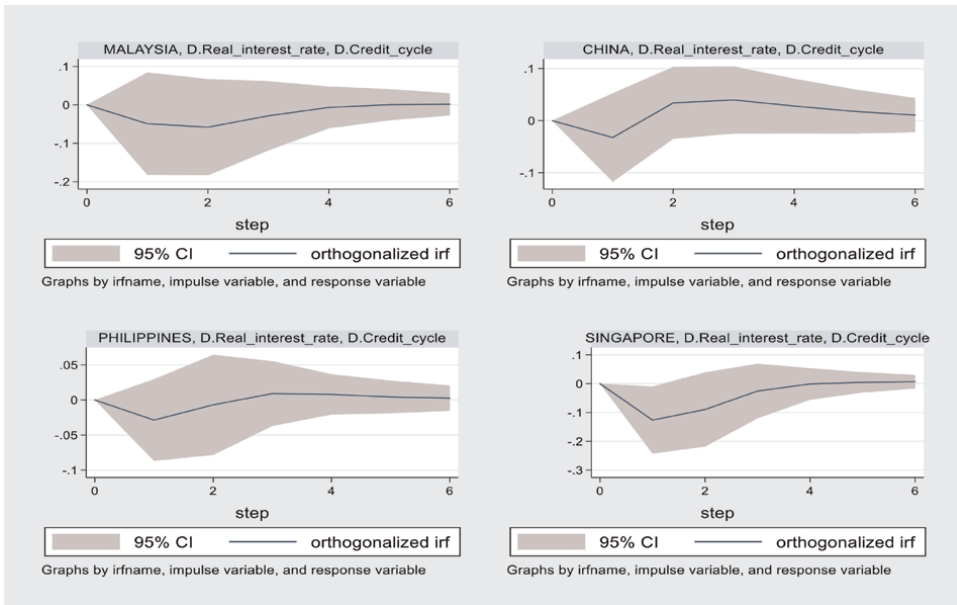 MALAYSIA, D.Real_interest_rate, D.Credit_cycle
.1
0
-.1
-.2
0 2 4 6
step
95% CI orthogonalized irf
Graphs by irfname, impulse variable, and response variable
CHINA, D.Real_interest_rate, D.Credit_cycle
.1
0
-.1
0 2 4 6
step
95% CI orthogonalized irf
Graphs by irfname, impulse variable, and response variable
PHILIPPINES, D.Real_interest_rate, D.Credit_cycle
.05
0
-.05
-.1
0 2 4 6
step
95% CI orthogonalized irf
Graphs by irfname, impulse variable, and response variable
SINGAPORE, D.Real_interest_rate, D.Credit_cycle
.1
0
-.1
-.2
-.3
0 2 4 6
step
95% CI orthogonalized irf
Graphs by irfname, impulse variable, and response variable